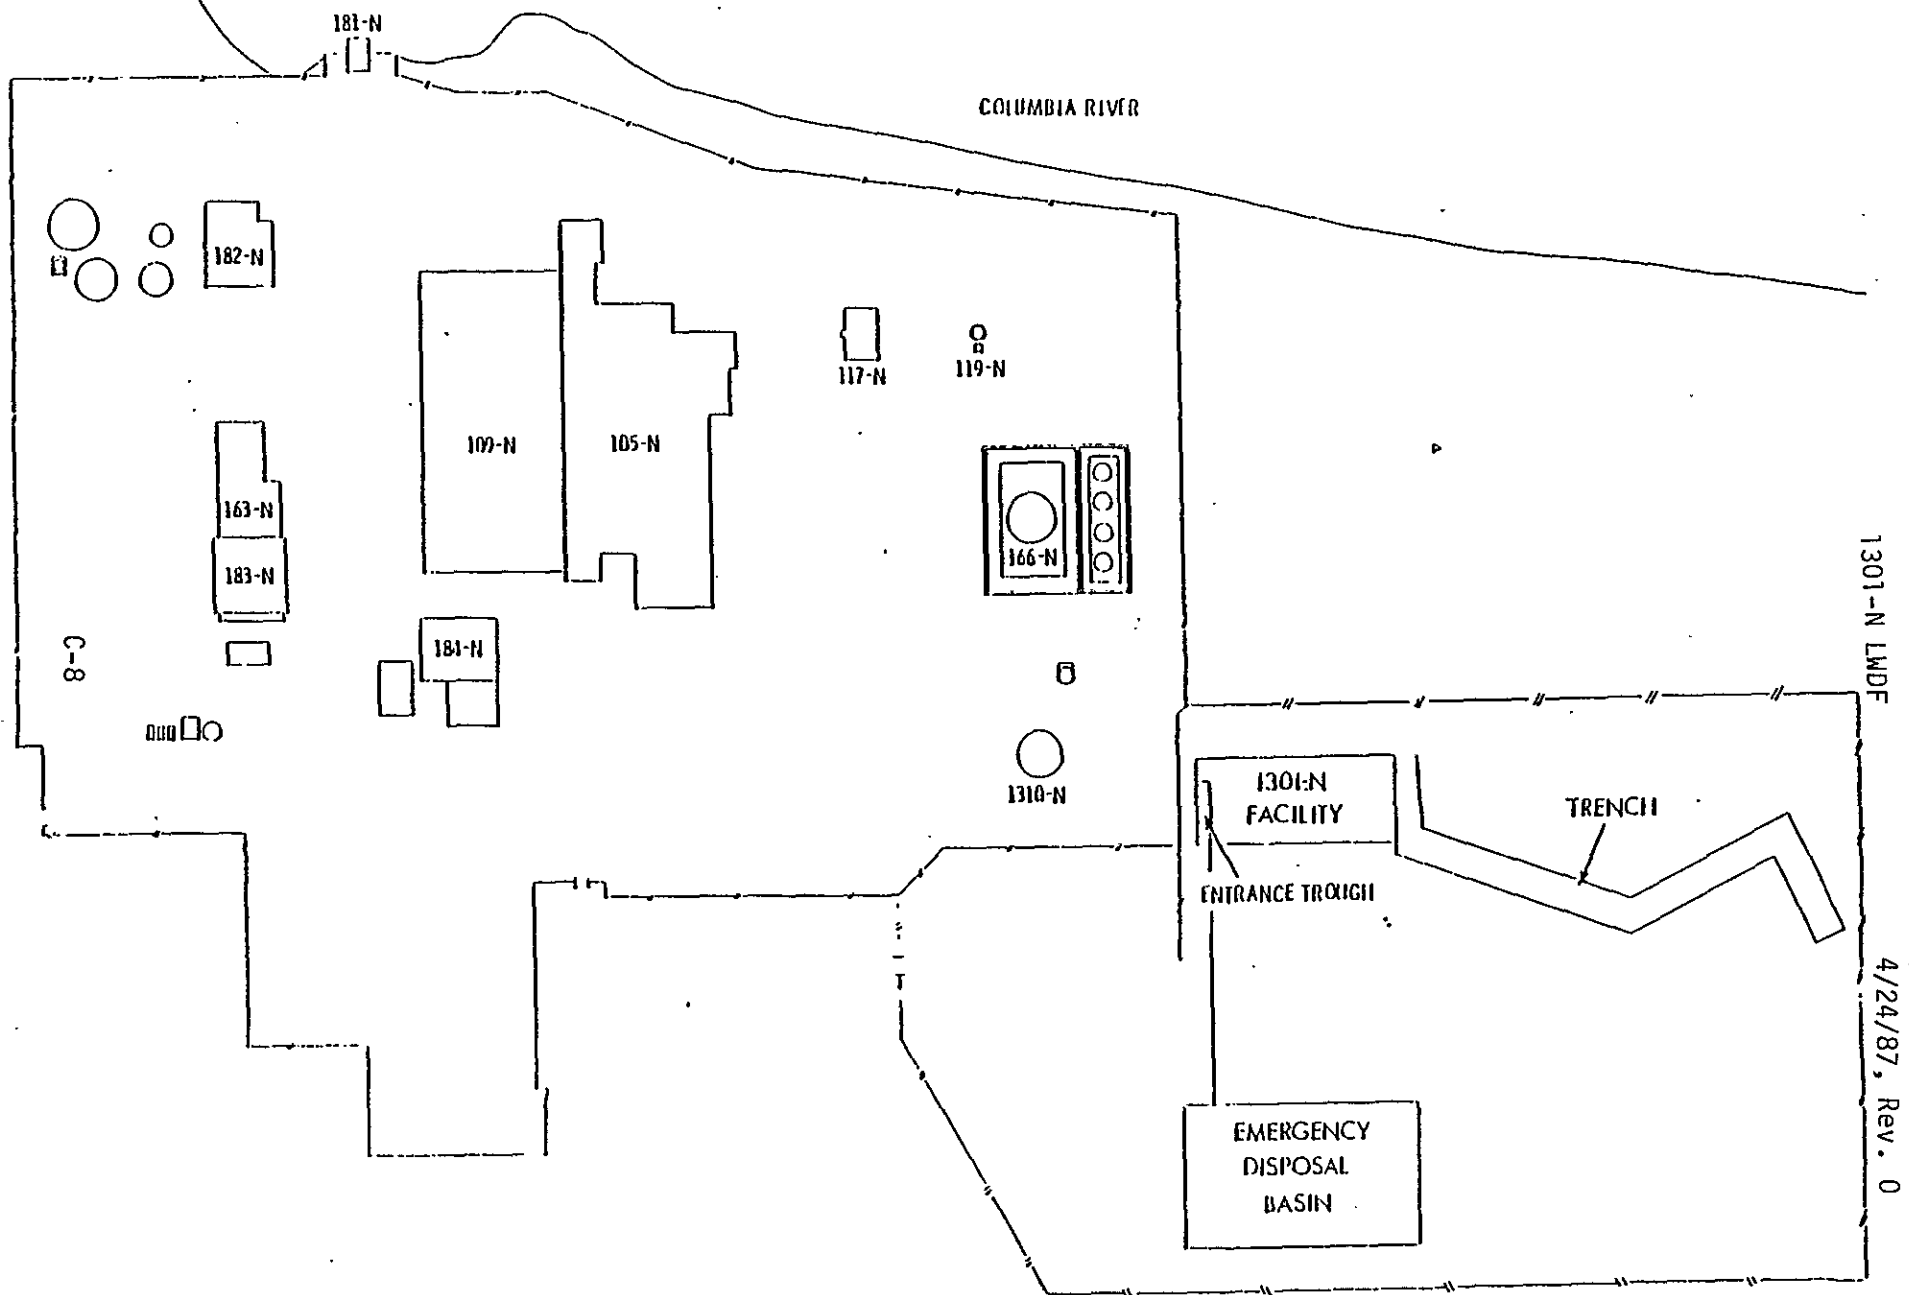 181-N
COLUMBIA RIVER
182-N
117-N
119-N
109-N
105-N
163-N
166-N
183-N
184-N
C-8
1310-N
1301-N LWDF
1301-N
FACILITY
TRENCH
ENTRANCE TROUGH
EMERGENCY
DISPOSAL
BASIN
4/24/87, Rev. 0